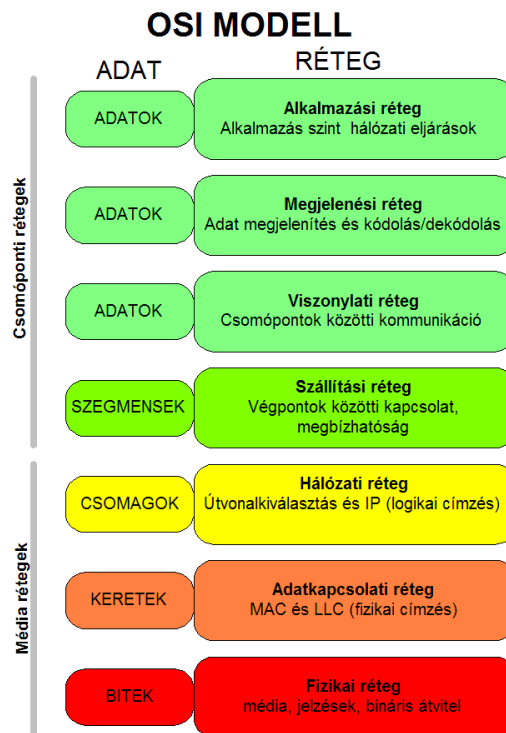 OSI MODELL
ADAT
RÉTEG
Csomóponti rétegek
ADATOK
Alkalmazási réteg
Alkalmazás szint hálózati eljárások
ADATOK
Megjelenési réteg
Adat megjelenítés és kódolás/dekódolás
ADATOK
Viszonylati réteg
Csomópontok közötti kommunikáció
SZEGMENSEK
Szállítási réteg
Végpontok közötti kapcsolat,
megbízhatóság
Média rétegek
CSOMAGOK
Hálózati réteg
Útvonalkiválasztás és IP (logikai címzés)
KERETEK
Adatkapcsolati réteg
MAC és LLC (fizikai címzés)
BITEK
Fizikai réteg
média, jelzések, bináris átvitel